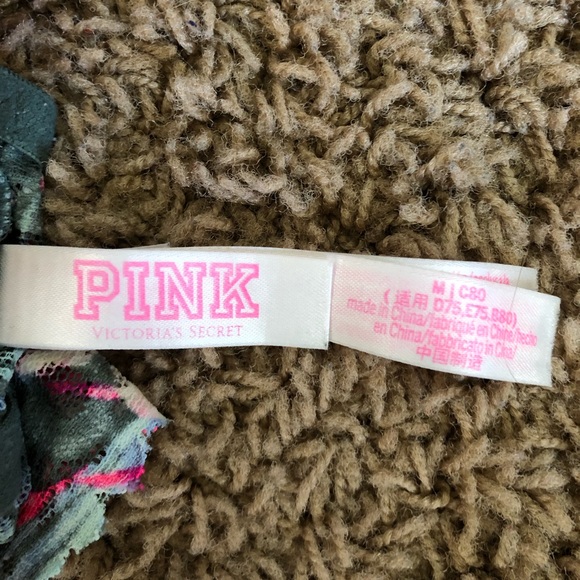 PINK
VICTORIA'S SECRET
M | C80
(适用 D75,E75,B80)
made in China/fabriqué en Chine/hecho
en China/fabricato in Cina/
中国制造